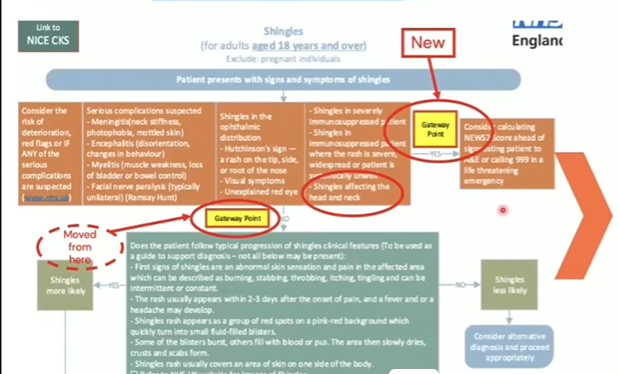 Link to
NICE CKS
Shingles
(for adults aged 18 years and over)
Exclude: pregnant individuals
New
England
Patient presents with signs and symptoms of shingles
Consider the
risk of
deterioration,
red flags or IF
ANY of the
serious
complications
are suspected
(www.nhs.uk)
Serious complications suspected
- Meningitis(neck stiffness,
photophobia, mottled skin)
- Encephalitis (disorientation,
changes in behaviour)
- Myelitis (muscle weakness, loss
of bladder or bowel control)
- Facial nerve paralysis (typically
unilateral) (Ramsay Hunt)
Shingles in the
ophthalmic
distribution
- Hutchinson's sign —
a rash on the tip, side,
or root of the nose
- Visual symptoms
- Unexplained red eye
- Shingles in severely
immunosuppressed patient
- Shingles in
immunosuppressed patient
where the rash is severe,
widespread or patient is
systemically unwell
- Shingles affecting the
head and neck
Gateway
Point
YES
Consider calculating
NEWS2 Score ahead of
signposting patient to
A&E or calling 999 in a
life threatening
emergency
Moved
from
here
Gateway Point
NO
Does the patient follow typical progression of shingles clinical features (To be used as
a guide to support diagnosis – not all below may be present):
- First signs of shingles are an abnormal skin sensation and pain in the affected area
which can be described as burning, stabbing, throbbing, itching, tingling and can be
intermittent or constant.
- The rash usually appears within 2-3 days after the onset of pain, and a fever and or a
headache may develop.
- Shingles rash appears as a group of red spots on a pink-red background which
quickly turn into small fluid-filled blisters.
- Some of the blisters burst, others fill with blood or pus. The area then slowly dries,
crusts and scabs form.
- Shingles rash usually covers an area of skin on one side of the body.
Shingles
more likely
YES
NO
Shingles
less likely
Consider alternative
diagnosis and proceed
appropriately